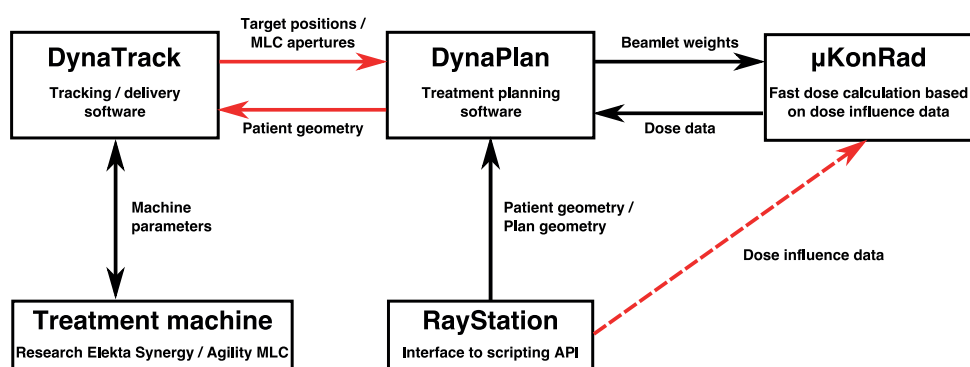 Target positions /
MLC apertures
DynaTrack
Tracking / delivery
software
DynaPlan
Treatment planning
software
Beamlet weights
µKonRad
Fast dose calculation based
on dose influence data
Patient geometry
Dose data
Machine
parameters
Patient geometry /
Plan geometry
Dose influence data
Treatment machine
Research Elekta Synergy / Agility MLC
RayStation
Interface to scripting API